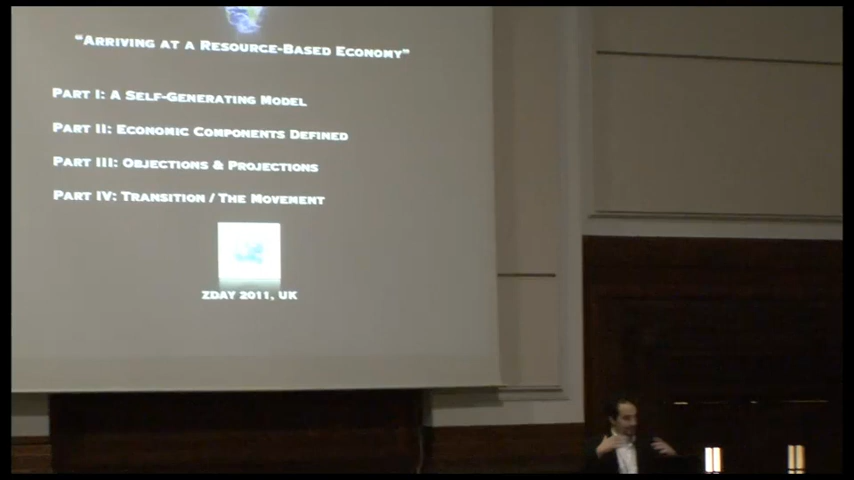 “Arriving at a Resource-Based Economy”
Part I: A Self-Generating Model
Part II: Economic Components Defined
Part III: Objections & Projections
Part IV: Transition / The Movement
ZDAY 2011, UK